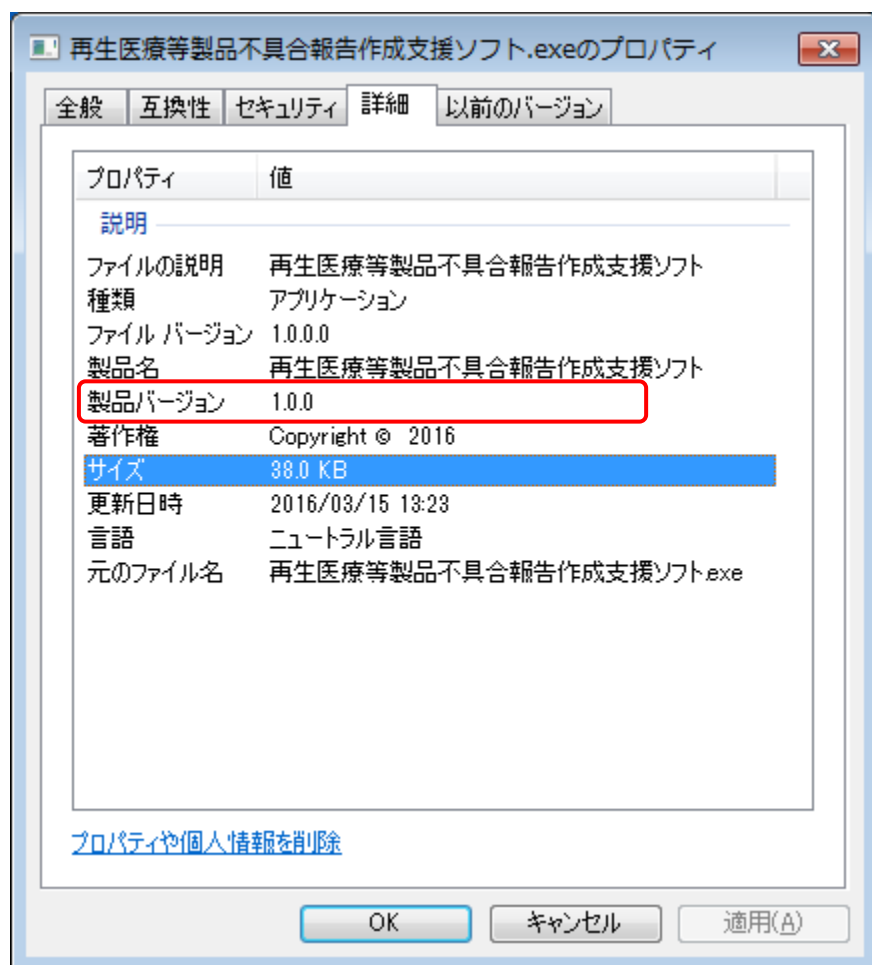 再生医療等製品不具合報告作成支援ソフト.exeのプロパティ
全般 互換性 セキュリティ 詳細 以前のバージョン
プロパティ 値
説明
ファイルの説明 再生医療等製品不具合報告作成支援ソフト
種類 アプリケーション
ファイル バージョン 1.0.0.0
製品名 再生医療等製品不具合報告作成支援ソフト
製品バージョン 1.0.0
著作権 Copyright © 2016
サイズ 38.0 KB
更新日時 2016/03/15 13:23
言語 ニュートラル言語
元のファイル名 再生医療等製品不具合報告作成支援ソフト.exe
プロパティや個人情報を削除
OK キャンセル 適用(A)